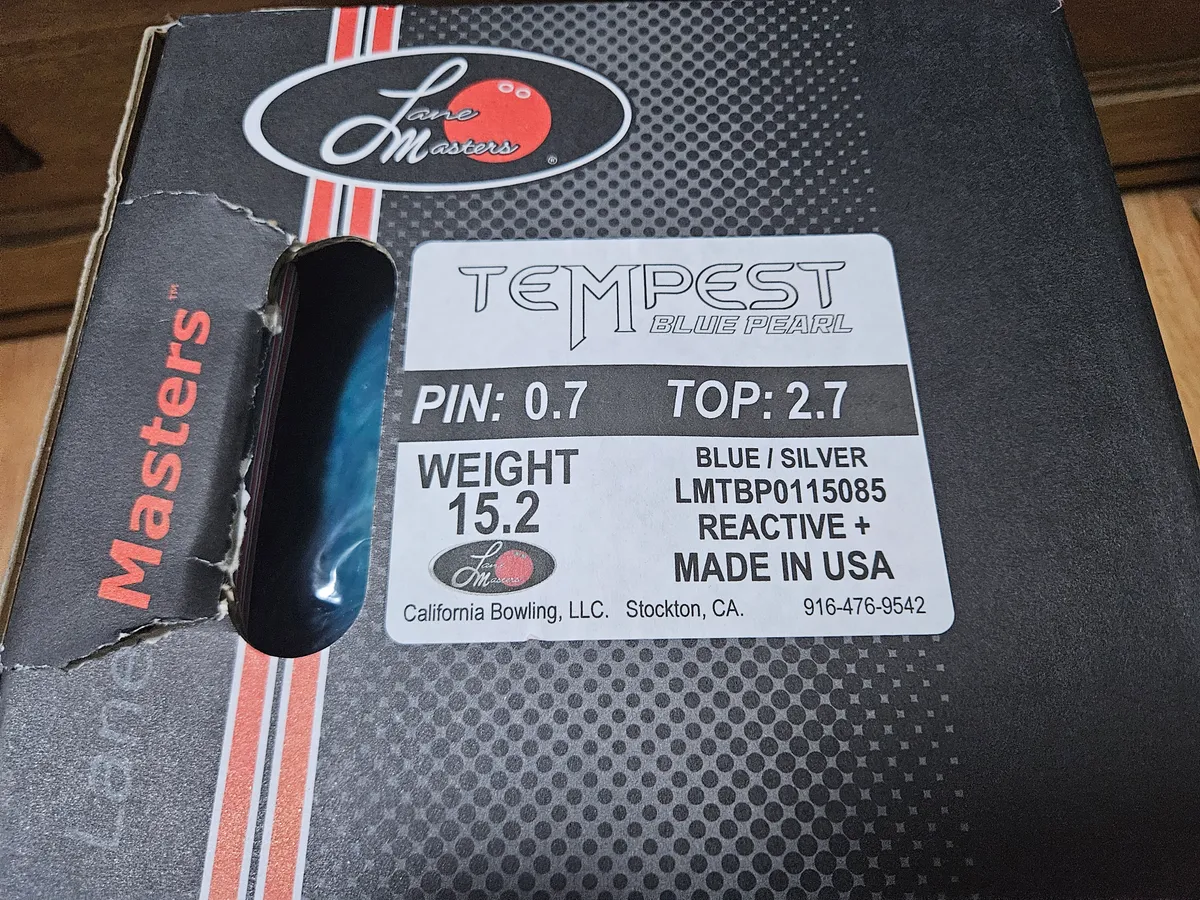 Lane
Masters
®
TEMPEST
BLUE PEARL
PIN: 0.7 TOP: 2.7
WEIGHT
15.2
BLUE / SILVER
LMTBP0115085
REACTIVE +
MADE IN USA
Lane
Masters
California Bowling, LLC. Stockton, CA. 916-476-9542
Lane Masters™